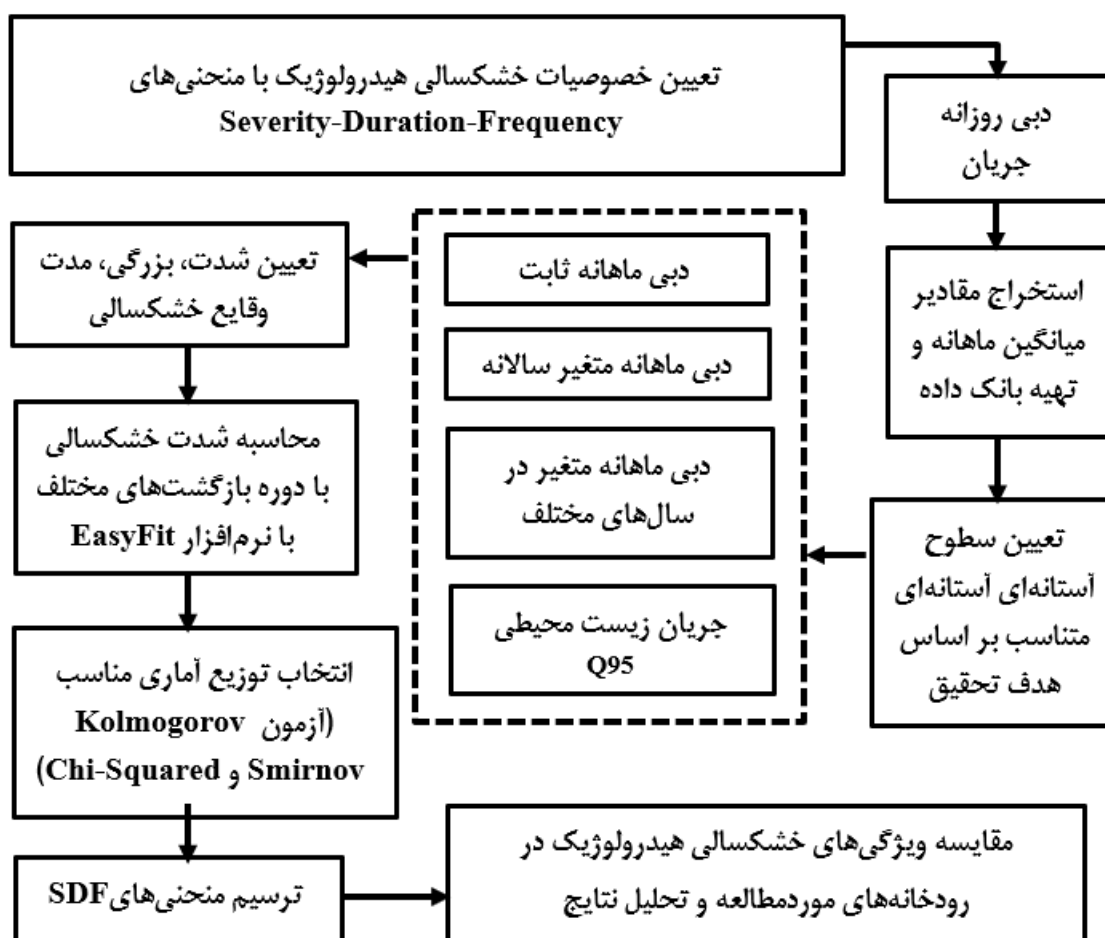 تعیین خصوصیات خشکسالی هیدرولوژیک با منحنی‌های
Severity-Duration-Frequency
دبی روزانه
جریان
استخراج مقادیر
میانگین ماهانه و
تهیه بانک داده
تعیین سطوح
آستانه‌ای آستانه‌ای
متناسب بر اساس
هدف تحقیق
دبی ماهانه ثابت
دبی ماهانه متغیر سالانه
دبی ماهانه متغیر در
سال‌های مختلف
جریان زیست محیطی
Q95
تعیین شدت، بزرگی، مدت
وقایع خشکسالی
محاسبه شدت خشکسالی
با دوره بازگشت‌های مختلف
با نرم‌افزار EasyFit
انتخاب توزیع آماری مناسب
(آزمون Kolmogorov
Smirnov و Chi-Squared)
ترسیم منحنی‌های SDF
مقایسه ویژگی‌های خشکسالی هیدرولوژیک در
رودخانه‌های موردمطالعه و تحلیل نتایج